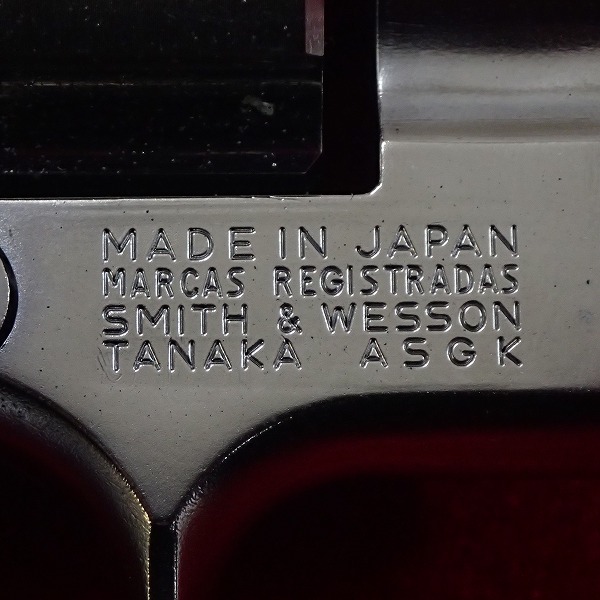 MADE IN JAPAN
MARCAS REGISTRADAS
SMITH & WESSON
TANAKA ASGK